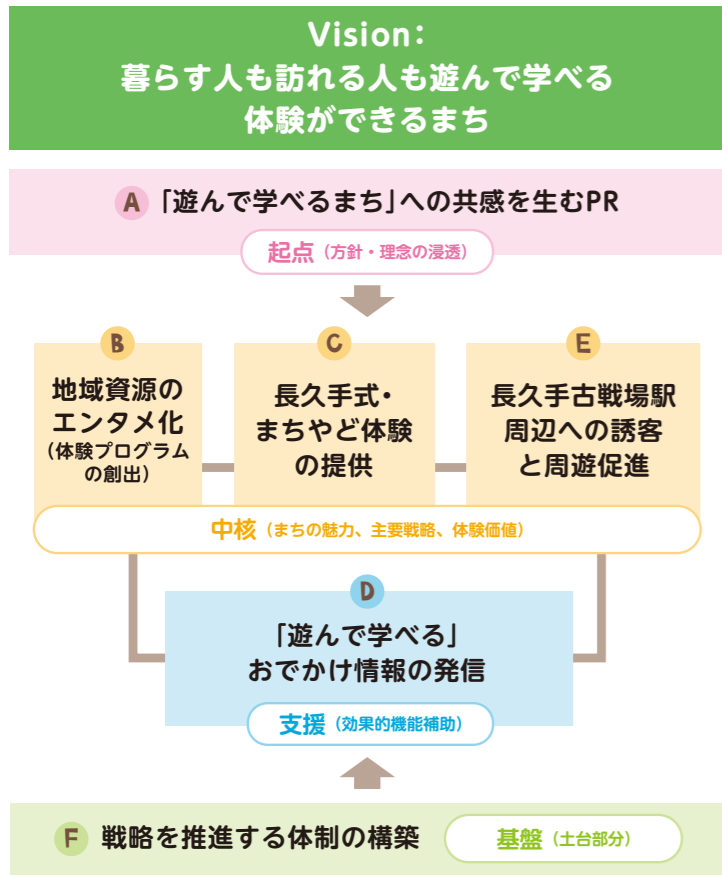 Vision:
暮らす人も訪れる人も遊んで学べる
体験ができるまち
A 「遊んで学べるまち」への共感を生むPR
起点（方針・理念の浸透）
B
地域資源の
エンタメ化
（体験プログラム
の創出）
C
長久手式・
まちやど体験
の提供
E
長久手古戦場駅
周辺への誘客
と周遊促進
中核（まちの魅力、主要戦略、体験価値）
D
「遊んで学べる」
おでかけ情報の発信
支援（効果的機能補助）
F 戦略を推進する体制の構築
基盤（土台部分）